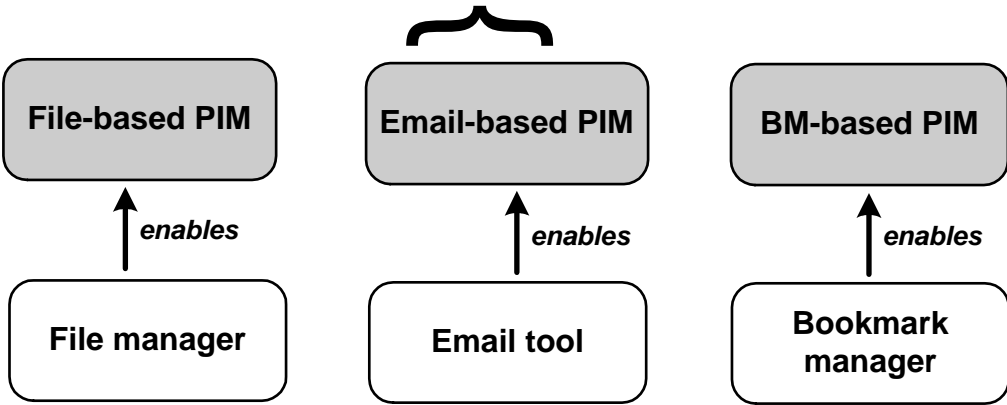 File-based PIM
Email-based PIM
BM-based PIM
enables
enables
enables
File manager
Email tool
Bookmark
manager